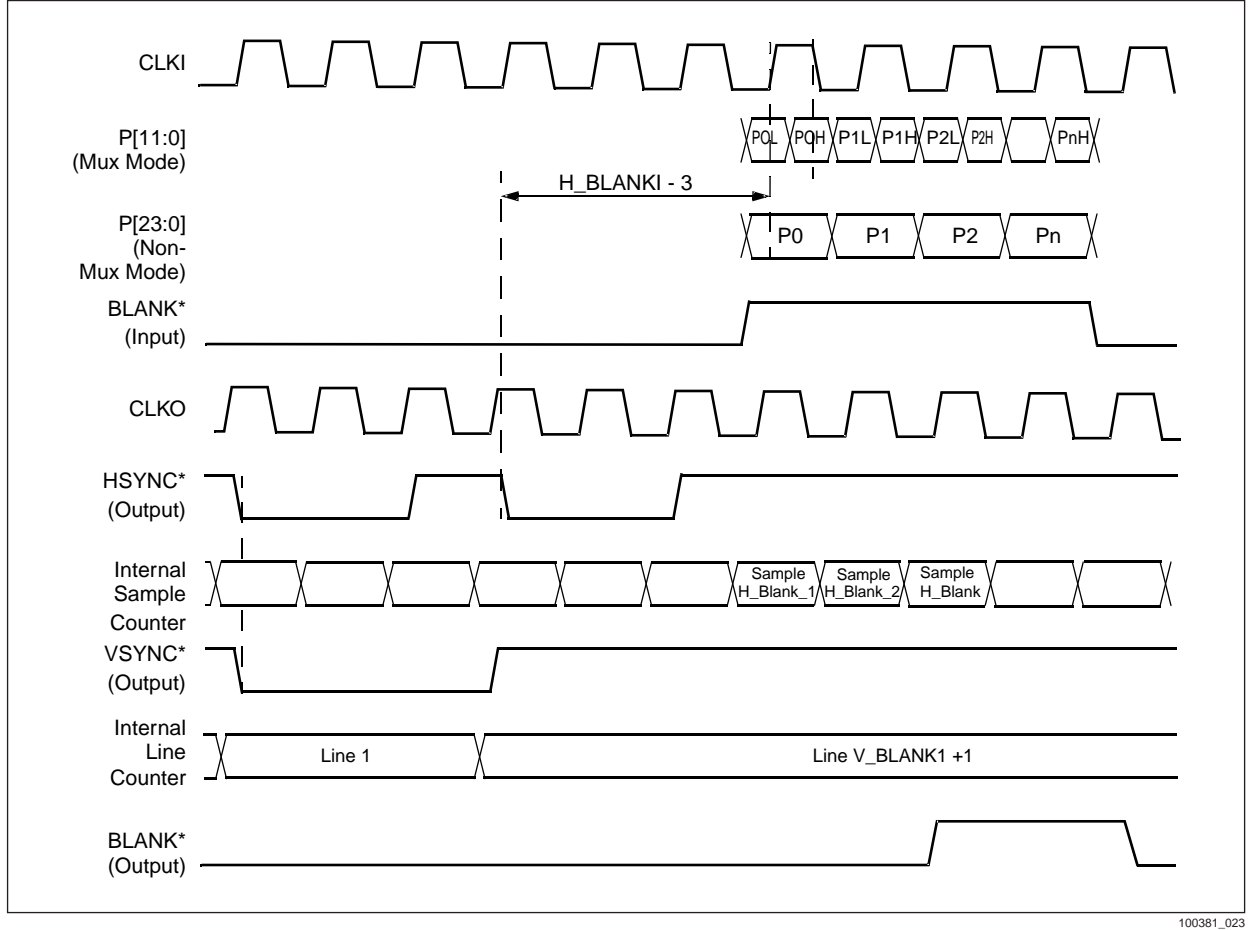 CLKI
P[11:0]
(Mux Mode)
P0L P0H P1L P1H P2L P2H PnH
H_BLANKI - 3
P[23:0]
(Non-
Mux Mode)
P0 P1 P2 Pn
BLANK*
(Input)
CLKO
HSYNC*
(Output)
Internal
Sample
Counter
Sample
H_Blank_1
Sample
H_Blank_2
Sample
H_Blank
VSYNC*
(Output)
Internal
Line
Counter
Line 1
Line V_BLANK1 +1
BLANK*
(Output)
100381_023